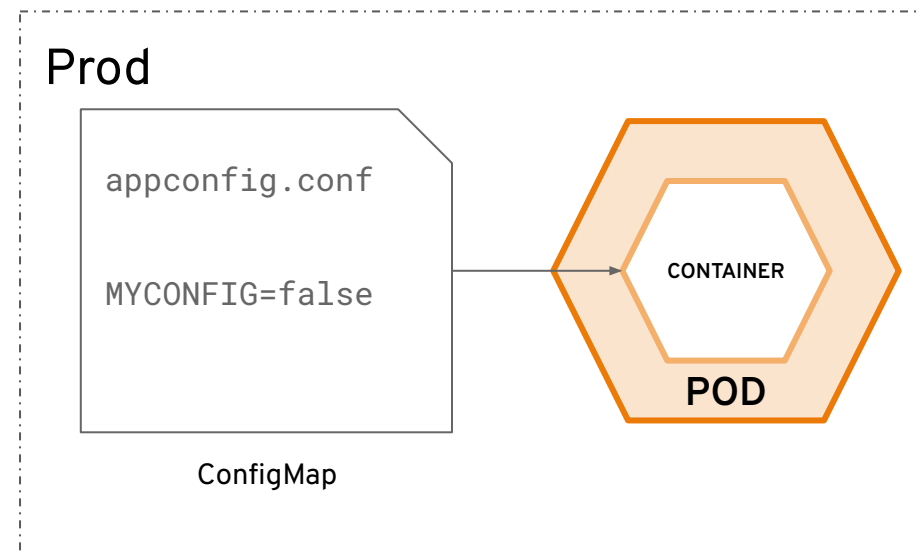 Prod
appconfig.conf
MYCONFIG=false
ConfigMap
CONTAINER
POD